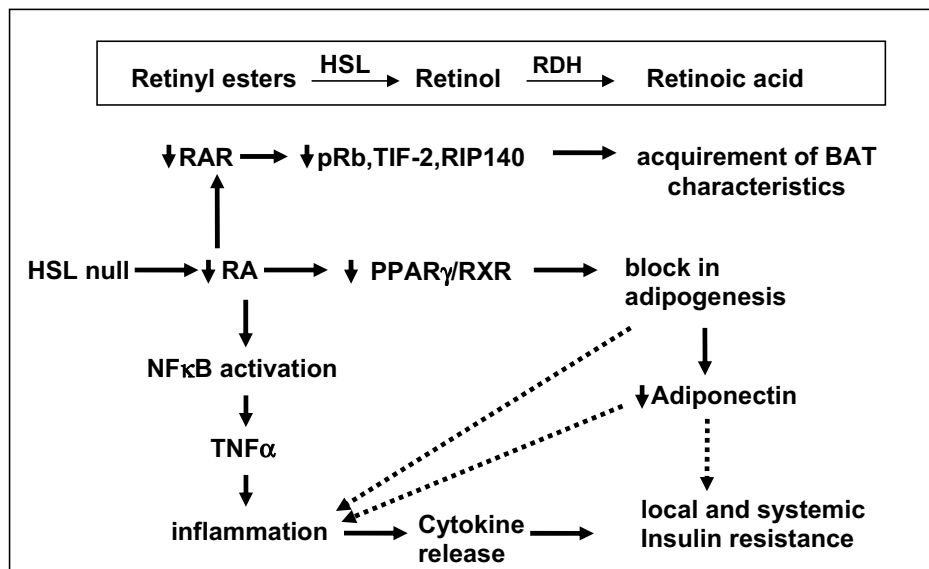 Retinyl esters HSL Retinol RDH Retinoic acid
RAR pRb,TIF-2,RIP140 acquirement of BAT
characteristics
HSL null RA PPARγ/RXR block in
adipogenesis
NFκB activation
Adiponectin
TNFα
inflammation Cytokine
release
local and systemic
Insulin resistance